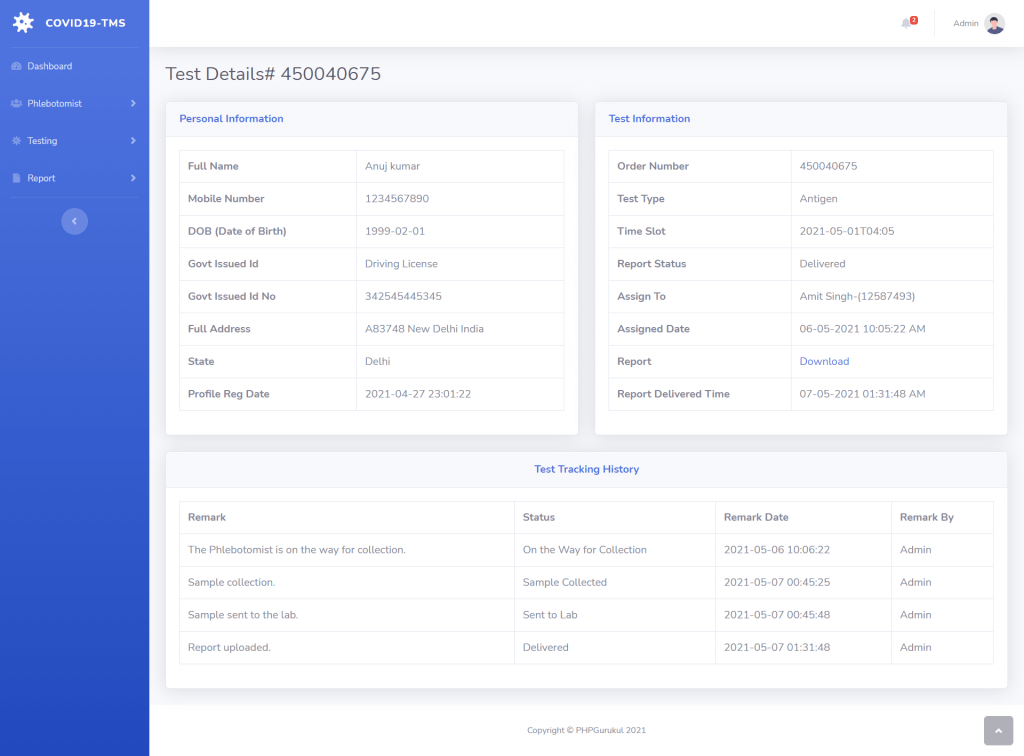 COVID19-TMS
2
Admin
Dashboard
Phlebotomist
Testing
Report
Test Details# 450040675
Personal Information
Full Name Anuj kumar
Mobile Number 1234567890
DOB (Date of Birth) 1999-02-01
Govt Issued Id Driving License
Govt Issued Id No 342545445345
Full Address A83748 New Delhi India
State Delhi
Profile Reg Date 2021-04-27 23:01:22
Test Information
Order Number 450040675
Test Type Antigen
Time Slot 2021-05-01T04:05
Report Status Delivered
Assign To Amit Singh-(12587493)
Assigned Date 06-05-2021 10:05:22 AM
Report Download
Report Delivered Time 07-05-2021 01:31:48 AM
Test Tracking History
Remark Status Remark Date Remark By
The Phlebotomist is on the way for collection. On the Way for Collection 2021-05-06 10:06:22 Admin
Sample collection. Sample Collected 2021-05-07 00:45:25 Admin
Sample sent to the lab. Sent to Lab 2021-05-07 00:45:48 Admin
Report uploaded. Delivered 2021-05-07 01:31:48 Admin
Copyright © PHPGurukul 2021